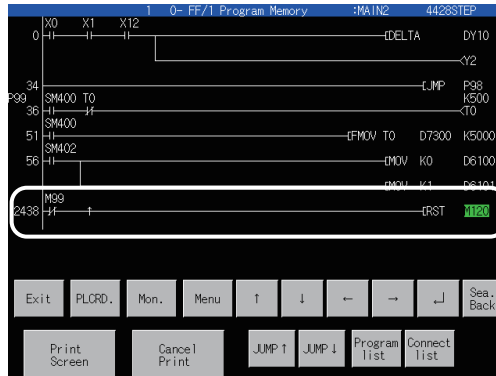 1 0- FF/1 Program Memory :MAIN2 4428STEP
X0 X1 X12
0 DELTA DY10
Y2
34 JMP P98
P99 SM400 T0 K500
36 T0
SM400
51 FMOV T0 D7300 K5000
SM402
56 MOV K0 D6100
MOV K1 D6101
M99
2438 ↑ RST M120
Exit PLCRD. Mon. Menu ↑ ↓ ← → ↵ Sea. Back
Print Screen Cancel Print JUMP↑ JUMP↓ Program list Connect list